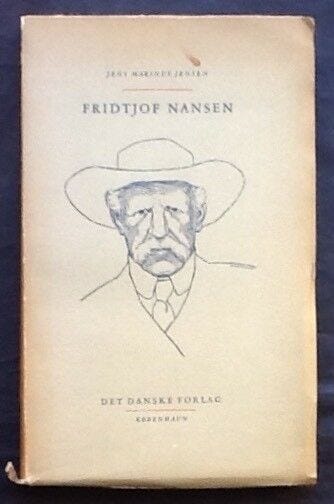 JENS MARINUS JENSEN
FRIDTJOF NANSEN
DET DANSKE FORLAG
KØBENHAVN